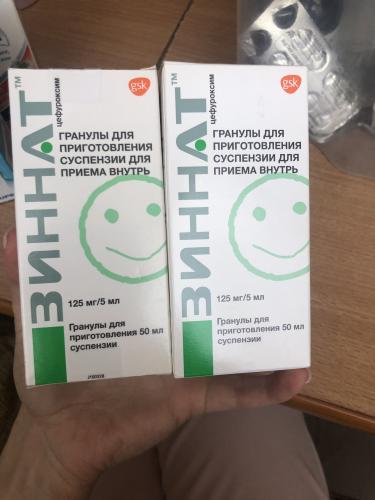 ЗИННАТ™
цефуроксим
gsk
ГРАНУЛЫ ДЛЯ
ПРИГОТОВЛЕНИЯ
СУСПЕНЗИИ ДЛЯ
ПРИЕМА ВНУТРЬ
125 мг/5 мл
Гранулы для
приготовления 50 мл
суспензии
ЗИННАТ™
цефуроксим
gsk
ГРАНУЛЫ ДЛЯ
ПРИГОТОВЛЕНИЯ
СУСПЕНЗИИ ДЛЯ
ПРИЕМА ВНУТРЬ
125 мг/5 мл
Гранулы для
приготовления 50 мл
суспензии